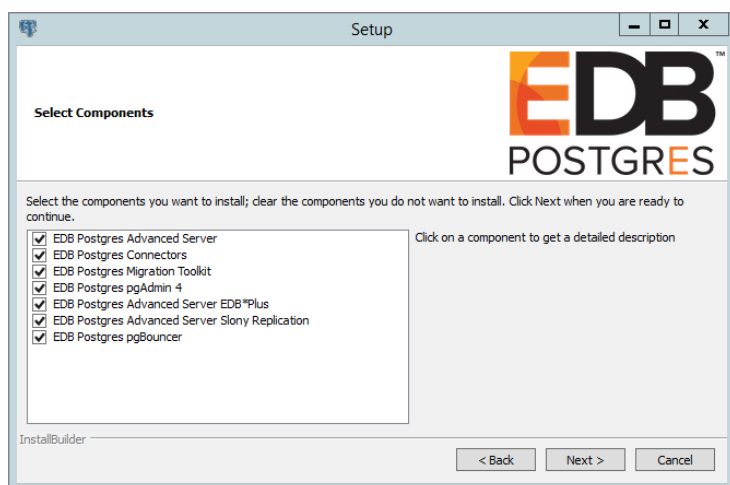 Setup
EDB™
POSTGRES
Select Components
Select the components you want to install; clear the components you do not want to install. Click Next when you are ready to
continue.
EDB Postgres Advanced Server
EDB Postgres Connectors
EDB Postgres Migration Toolkit
EDB Postgres pgAdmin 4
EDB Postgres Advanced Server EDB*Plus
EDB Postgres Advanced Server Slony Replication
EDB Postgres pgBouncer
Click on a component to get a detailed description
InstallBuilder
< Back Next > Cancel